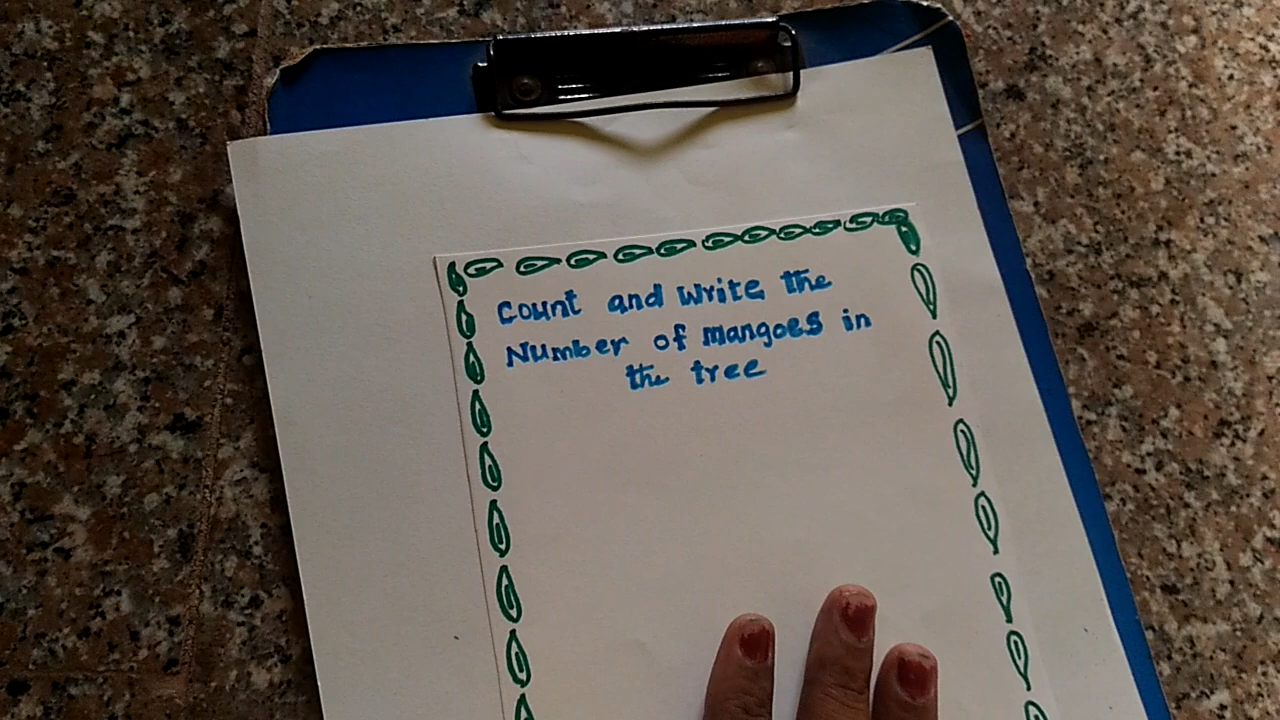 Count and Write the
Number of mangoes in
the tree